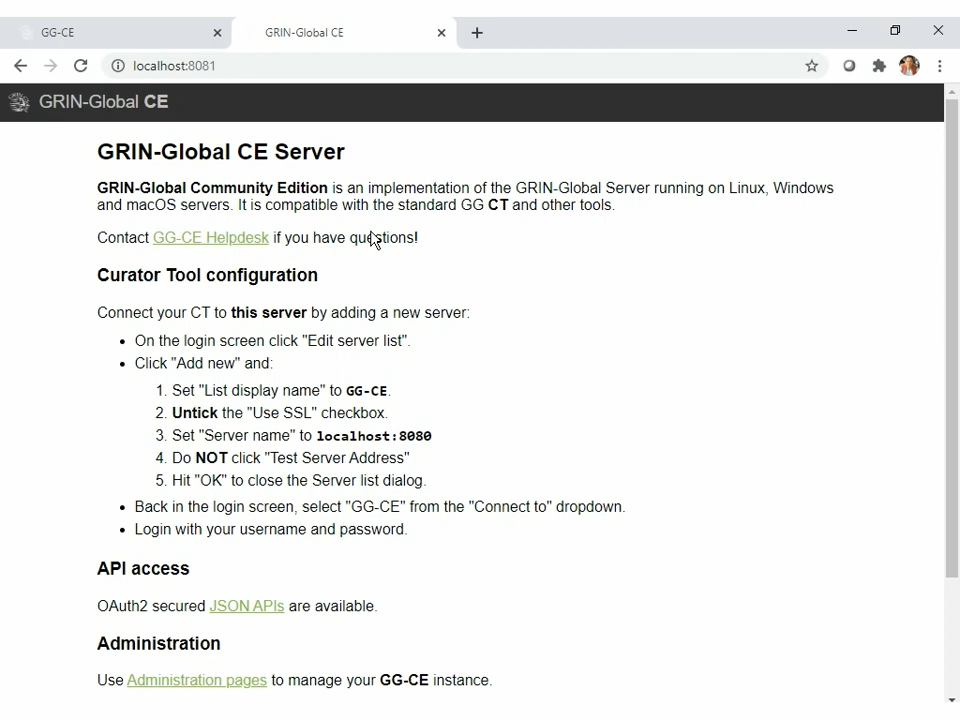 GG-CE
GRIN-Global CE
localhost:8081
GRIN-Global CE
GRIN-Global CE Server
GRIN-Global Community Edition is an implementation of the GRIN-Global Server running on Linux, Windows
and macOS servers. It is compatible with the standard GG CT and other tools.
Contact GG-CE Helpdesk if you have questions!
Curator Tool configuration
Connect your CT to this server by adding a new server:
• On the login screen click "Edit server list".
• Click "Add new" and:
1. Set "List display name" to GG-CE.
2. Untick the "Use SSL" checkbox.
3. Set "Server name" to localhost:8080
4. Do NOT click "Test Server Address"
5. Hit "OK" to close the Server list dialog.
• Back in the login screen, select "GG-CE" from the "Connect to" dropdown.
• Login with your username and password.
API access
OAuth2 secured JSON APIs are available.
Administration
Use Administration pages to manage your GG-CE instance.